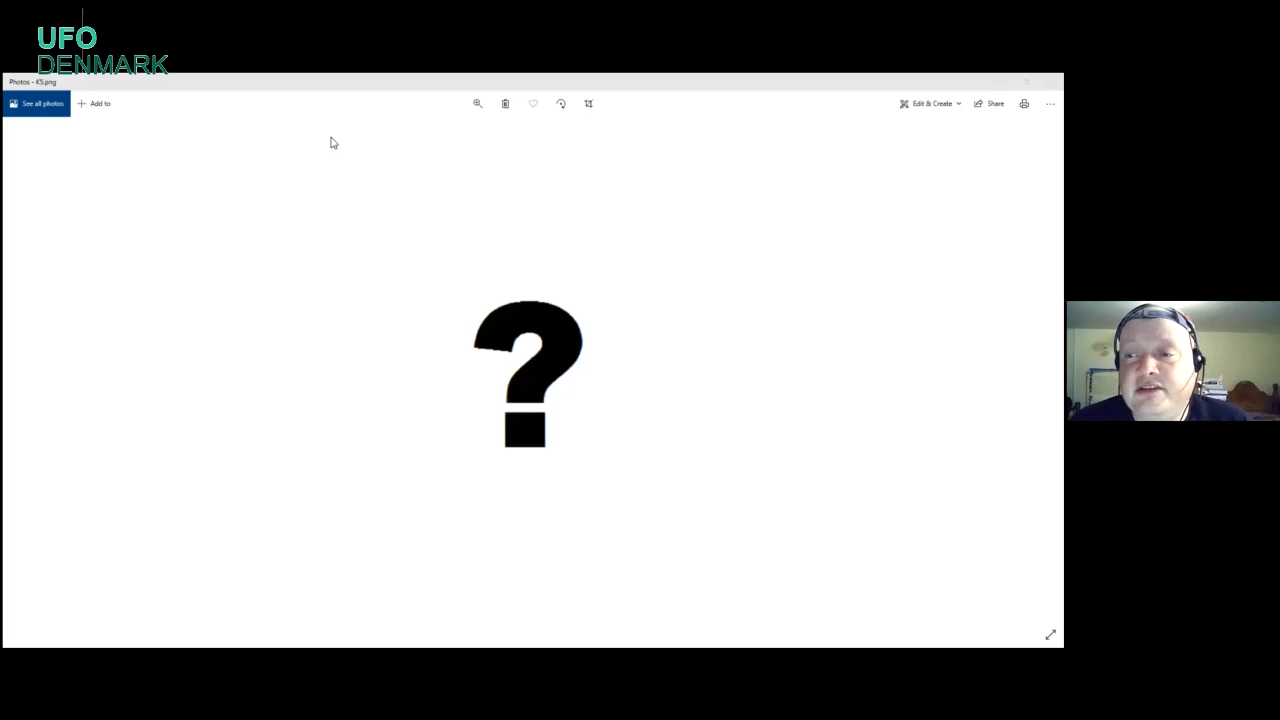 UFO
DENMARK
Photos - K5.png
See all photos
Add to
Edit & Create
Share
?